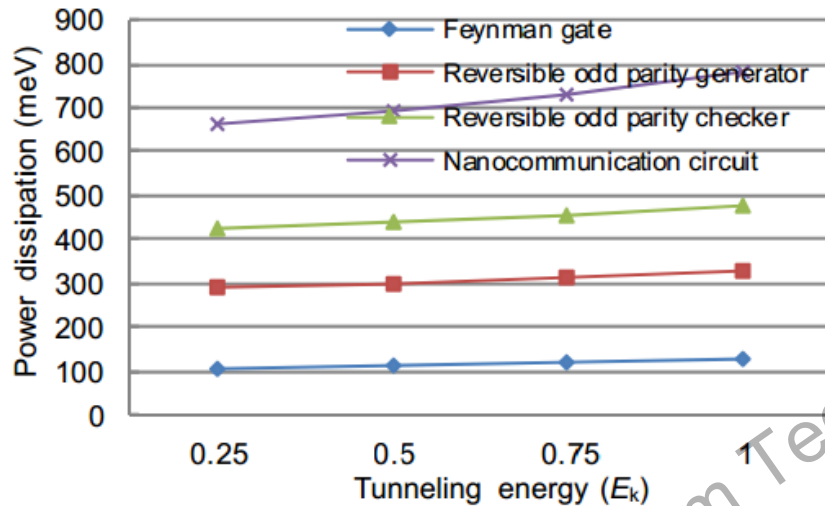 900
800
700
600
500
400
300
200
100
0
Power dissipation (meV)
Feynman gate
Reversible odd parity generator
Reversible odd parity checker
Nanocommunication circuit
0.25 0.5 0.75 1
Tunneling energy (Ek)